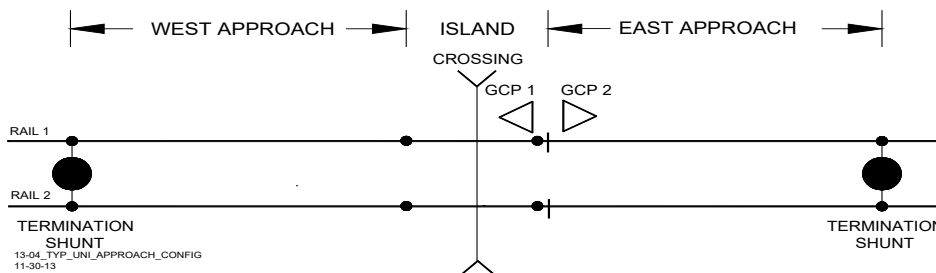 WEST APPROACH
ISLAND
EAST APPROACH
CROSSING
GCP 1
GCP 2
RAIL 1
RAIL 2
TERMINATION
SHUNT
TERMINATION
SHUNT
13-04_TYP_UNI_APPROACH_CONFIG
11-30-13